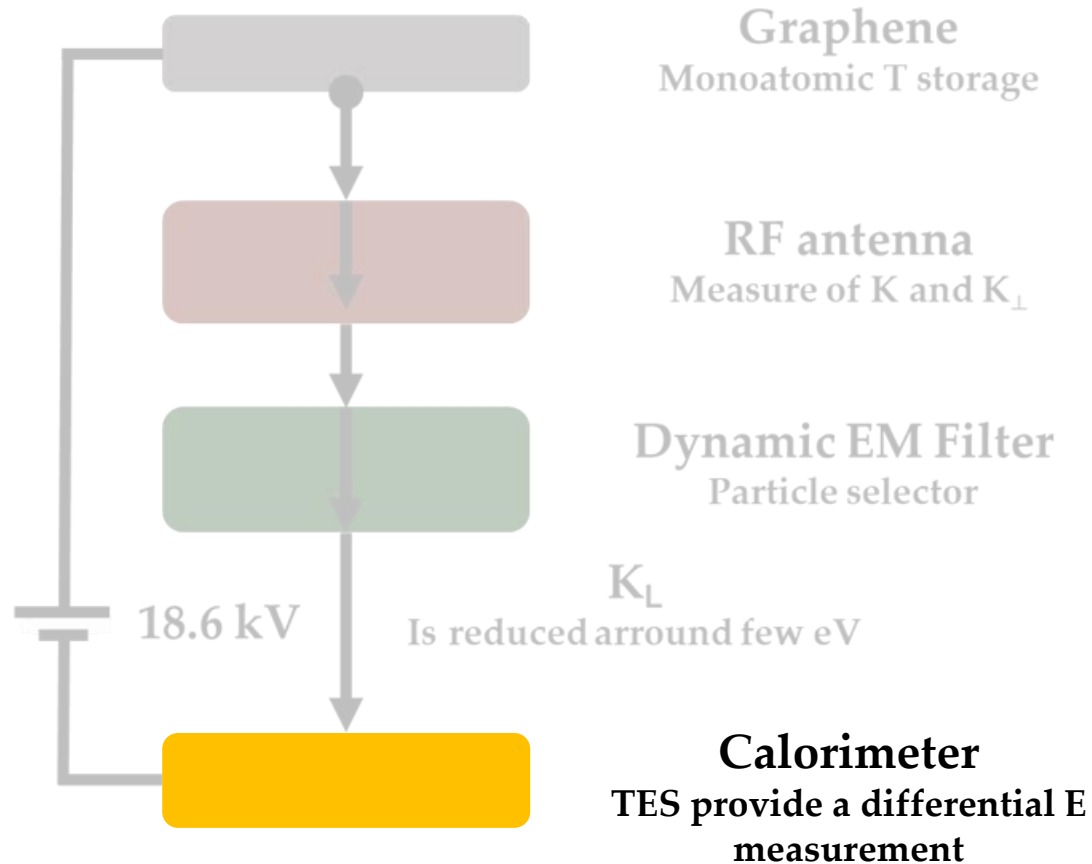 Graphene
Monoatomic T storage
RF antenna
Measure of K and K⊥
Dynamic EM Filter
Particle selector
K_L
18.6 kV
Is reduced arround few eV
Calorimeter
TES provide a differential E
measurement